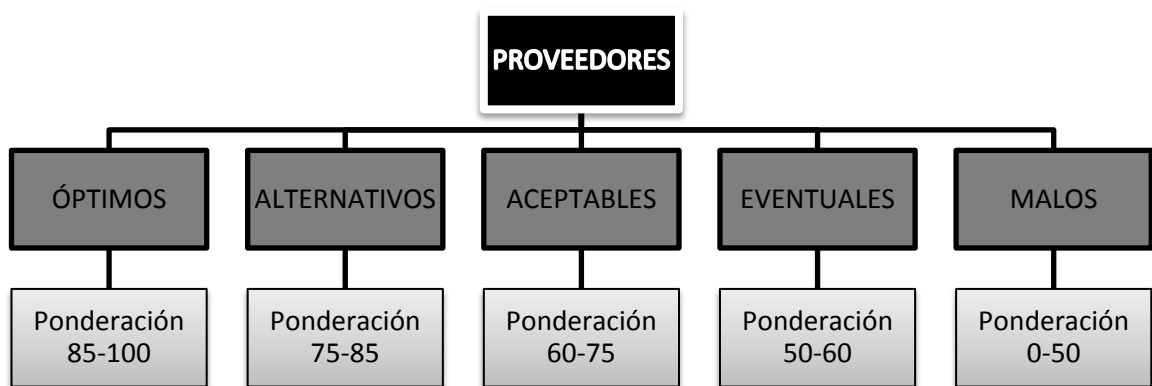 PROVEEDORES
ÓPTIMOS
ALTERNATIVOS
ACEPTABLES
EVENTUALES
MALOS
Ponderación
85-100
Ponderación
75-85
Ponderación
60-75
Ponderación
50-60
Ponderación
0-50